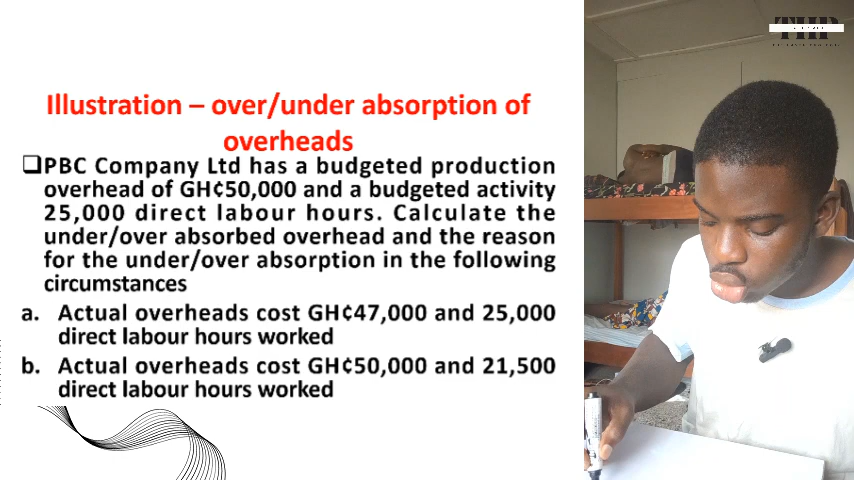 Illustration – over/under absorption of
overheads
❑PBC Company Ltd has a budgeted production
overhead of GH¢50,000 and a budgeted activity
25,000 direct labour hours. Calculate the
under/over absorbed overhead and the reason
for the under/over absorption in the following
circumstances
a. Actual overheads cost GH¢47,000 and 25,000
direct labour hours worked
b. Actual overheads cost GH¢50,000 and 21,500
direct labour hours worked
THP